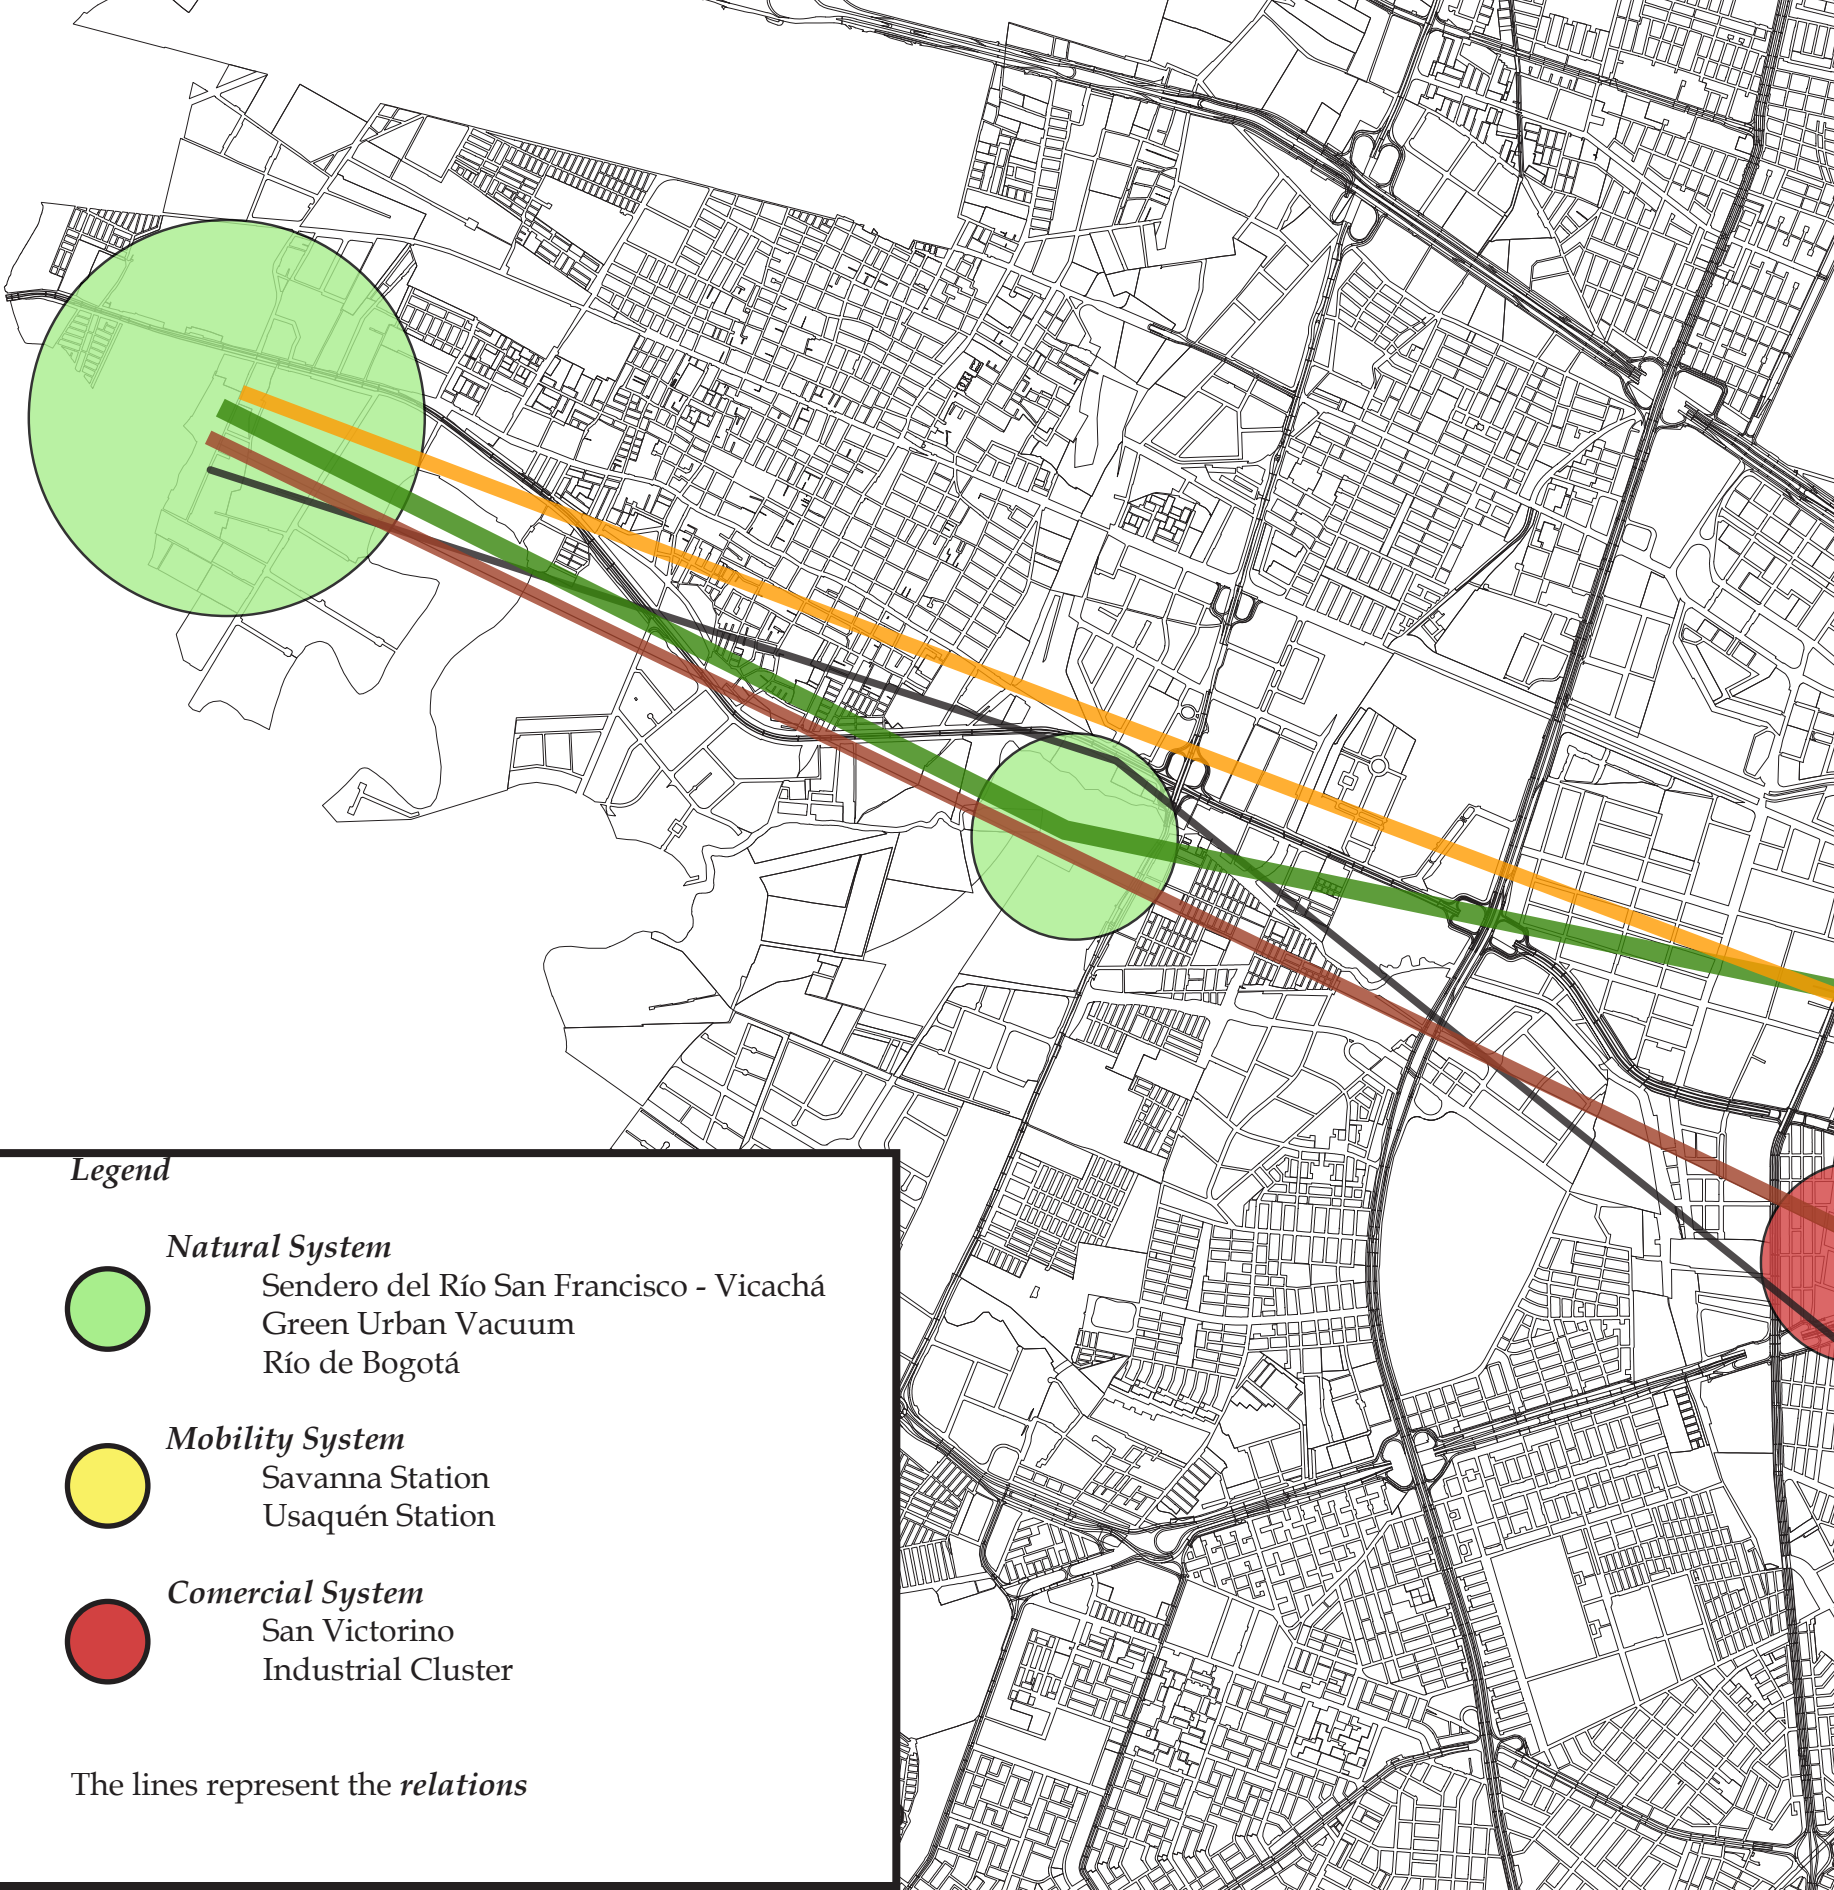 Legend
Natural System
Sendero del Río San Francisco - Vicachá
Green Urban Vacuum
Río de Bogotá
Mobility System
Savanna Station
Usaquén Station
Comercial System
San Victorino
Industrial Cluster
The lines represent the relations